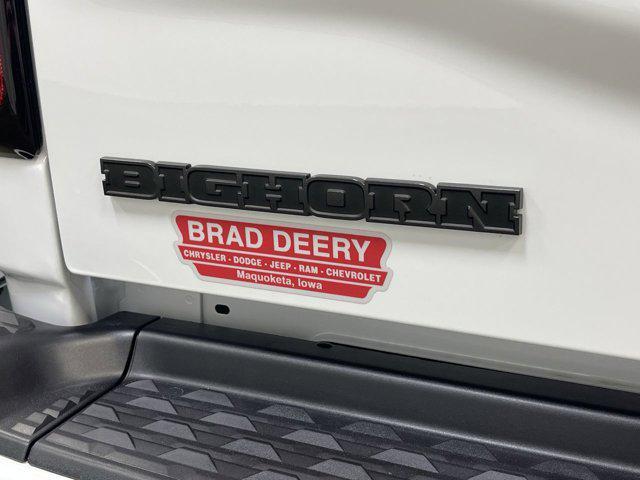 BIGHORN
BRAD DEERY
CHRYSLER - DODGE - JEEP - RAM - CHEVROLET
Maquoketa, Iowa